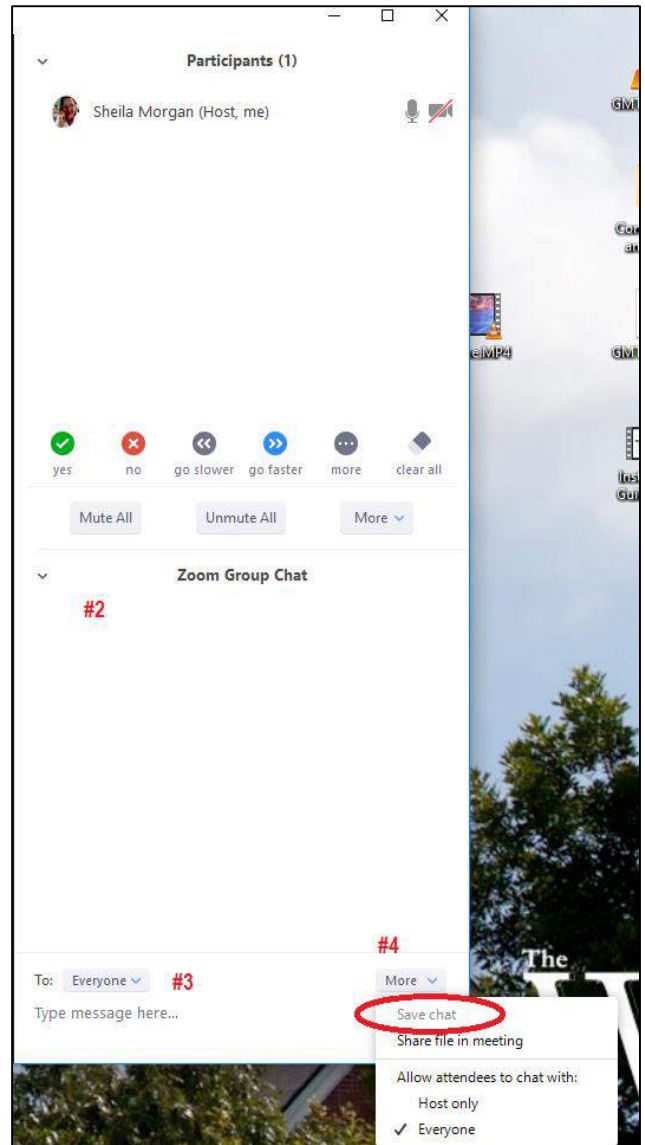 Participants (1)
Sheila Morgan (Host, me)
yes no go slower go faster more clear all
Mute All Unmute All More
Zoom Group Chat
#2
#4
To: Everyone #3 More
Type message here...
Save chat
Share file in meeting
Allow attendees to chat with:
Host only
✓ Everyone
e.MP4
The